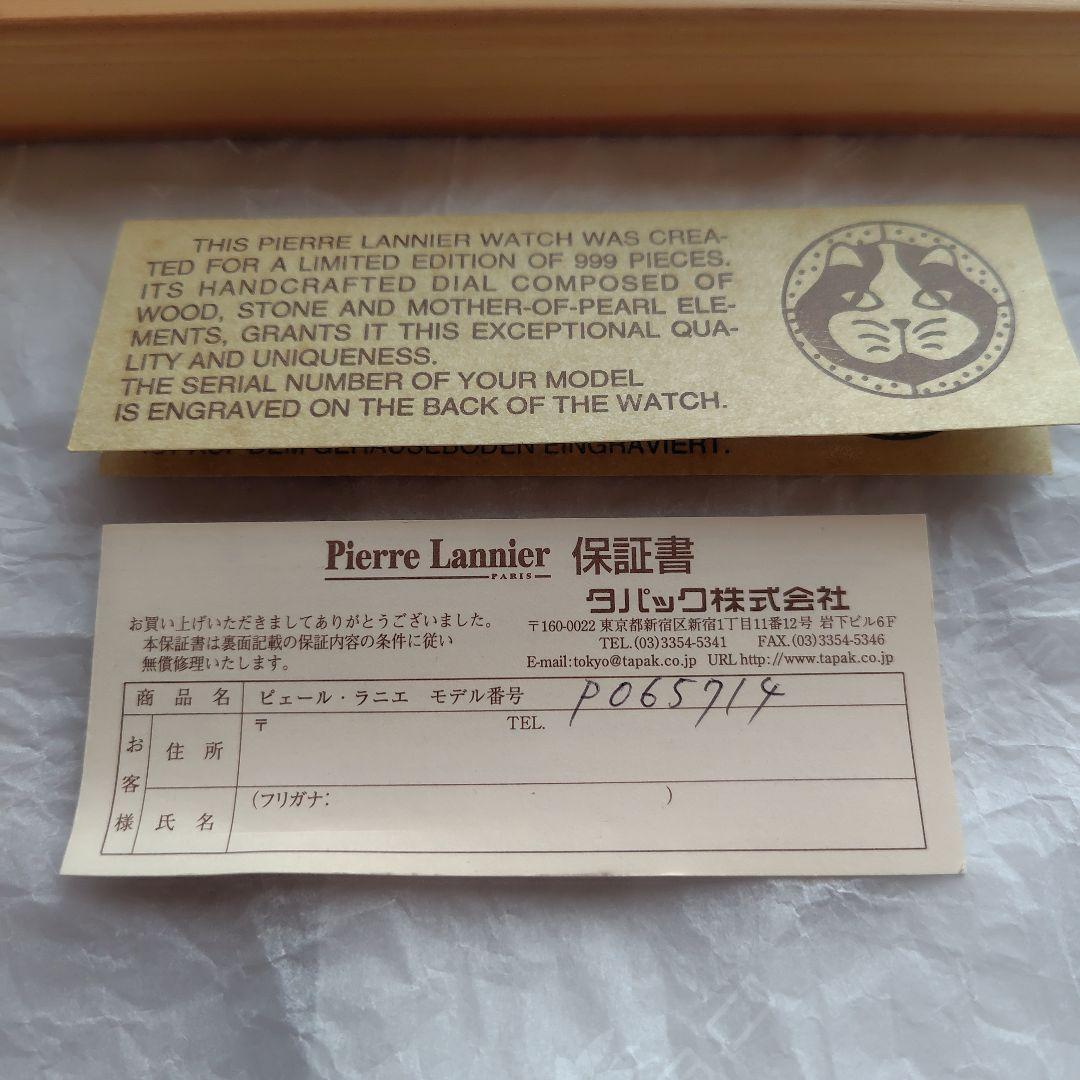 THIS PIERRE LANNIER WATCH WAS CREA-
TED FOR A LIMITED EDITION OF 999 PIECES.
ITS HANDCRAFTED DIAL COMPOSED OF
WOOD, STONE AND MOTHER-OF-PEARL ELE-
MENTS, GRANTS IT THIS EXCEPTIONAL QUA-
LITY AND UNIQUENESS.
THE SERIAL NUMBER OF YOUR MODEL
IS ENGRAVED ON THE BACK OF THE WATCH.
IST AUF DEM GEHÄUSEBODEN EINGRAVIERT.
Pierre Lannier 保証書
PARIS
タパック株式会社
お買い上げいただきましてありがとうございました。
本保証書は裏面記載の保証内容の条件に従い
無償修理いたします。
〒160-0022 東京都新宿区新宿1丁目11番12号 岩下ビル6F
TEL.(03)3354-5341 FAX.(03)3354-5346
E-mail:tokyo@tapak.co.jp URL http://www.tapak.co.jp
商品名 ピェール・ラニエ モデル番号 P065714
お客様
住所 〒 TEL.
氏名 (フリガナ: )